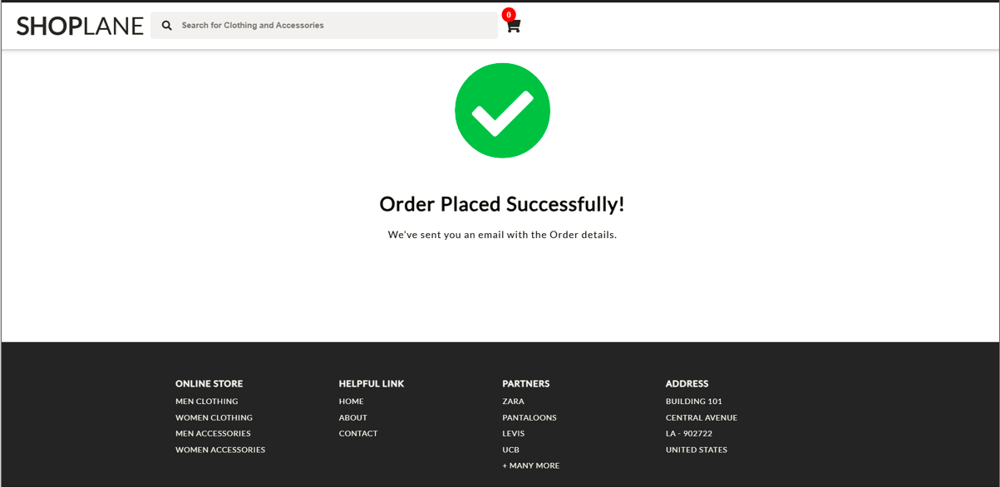 SHOPLANE
Search for Clothing and Accessories
0
Order Placed Successfully!
We've sent you an email with the Order details.
ONLINE STORE
MEN CLOTHING
WOMEN CLOTHING
MEN ACCESSORIES
WOMEN ACCESSORIES
HELPFUL LINK
HOME
ABOUT
CONTACT
PARTNERS
ZARA
PANTALOONS
LEVIS
UCB
+ MANY MORE
ADDRESS
BUILDING 101
CENTRAL AVENUE
LA - 902722
UNITED STATES